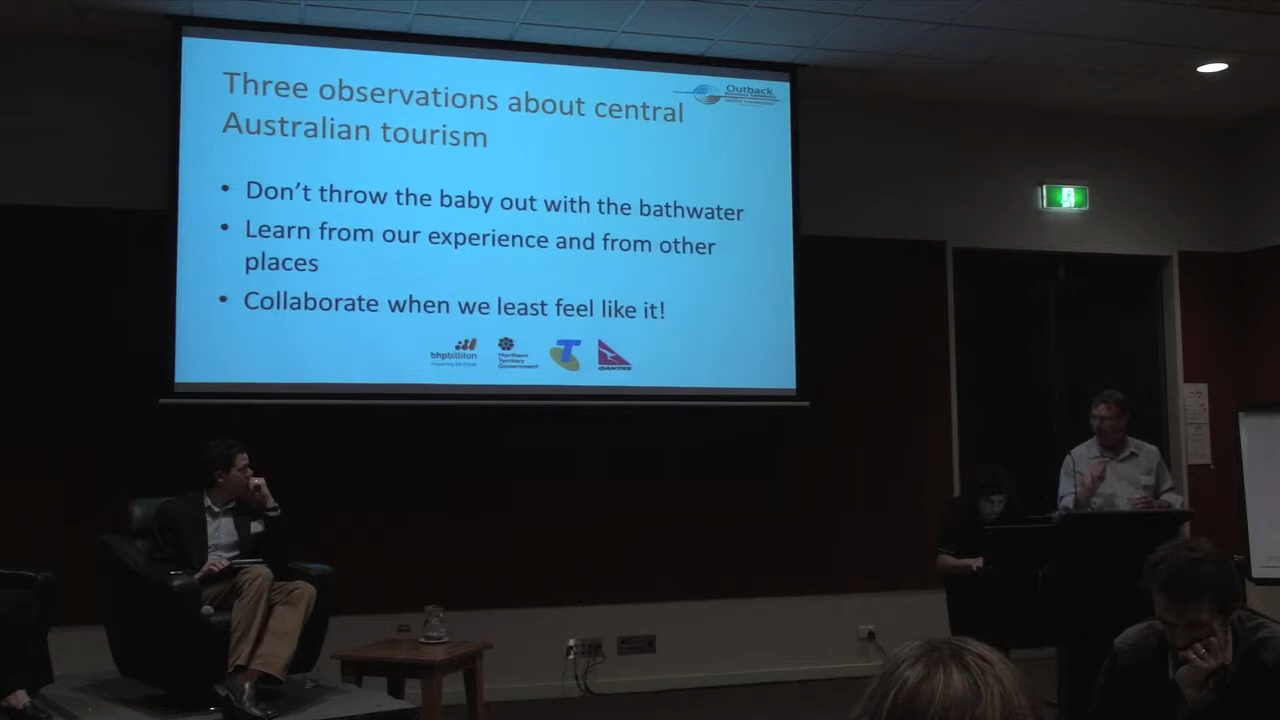 Three observations about central
Australian tourism
Outback
• Don't throw the baby out with the bathwater
• Learn from our experience and from other
places
• Collaborate when we least feel like it!
bhpbilliton
Northern
Territory
Government
T
QANTAS